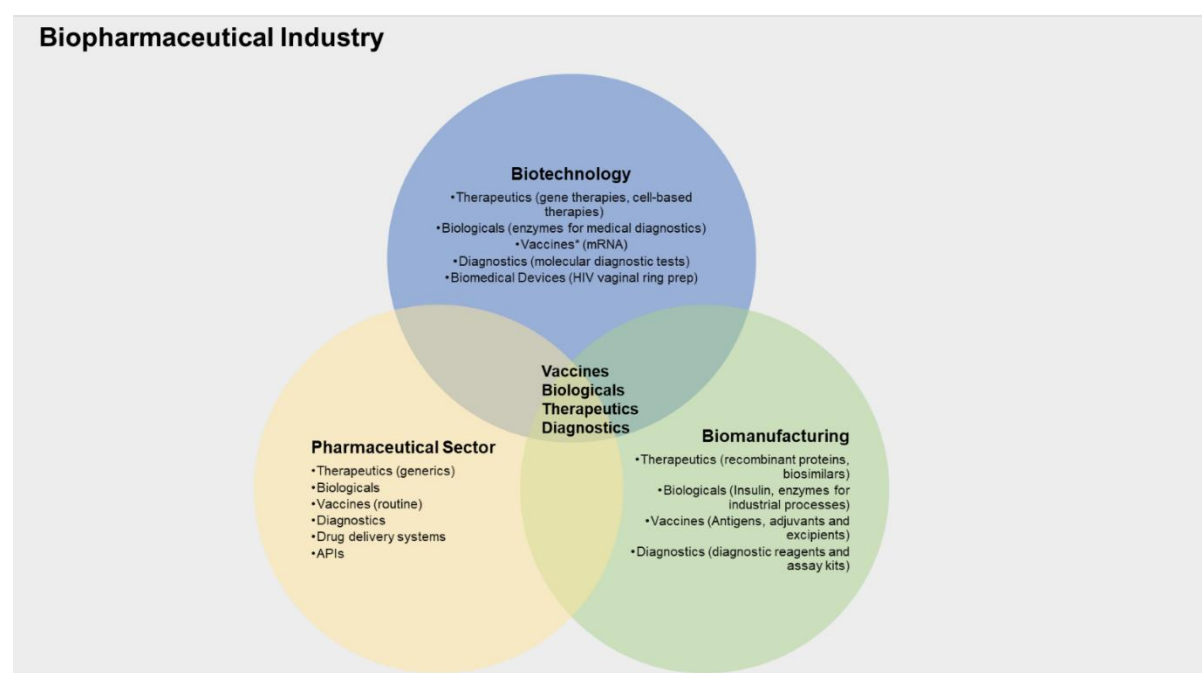 Biopharmaceutical Industry
Biotechnology
•Therapeutics (gene therapies, cell-based
therapies)
•Biologicals (enzymes for medical diagnostics)
•Vaccines* (mRNA)
•Diagnostics (molecular diagnostic tests)
•Biomedical Devices (HIV vaginal ring prep)
Vaccines
Biologicals
Therapeutics
Diagnostics
Pharmaceutical Sector
•Therapeutics (generics)
•Biologicals
•Vaccines (routine)
•Diagnostics
•Drug delivery systems
•APIs
Biomanufacturing
•Therapeutics (recombinant proteins,
biosimilars)
•Biologicals (Insulin, enzymes for
industrial processes)
•Vaccines (Antigens, adjuvants and
excipients)
•Diagnostics (diagnostic reagents and
assay kits)